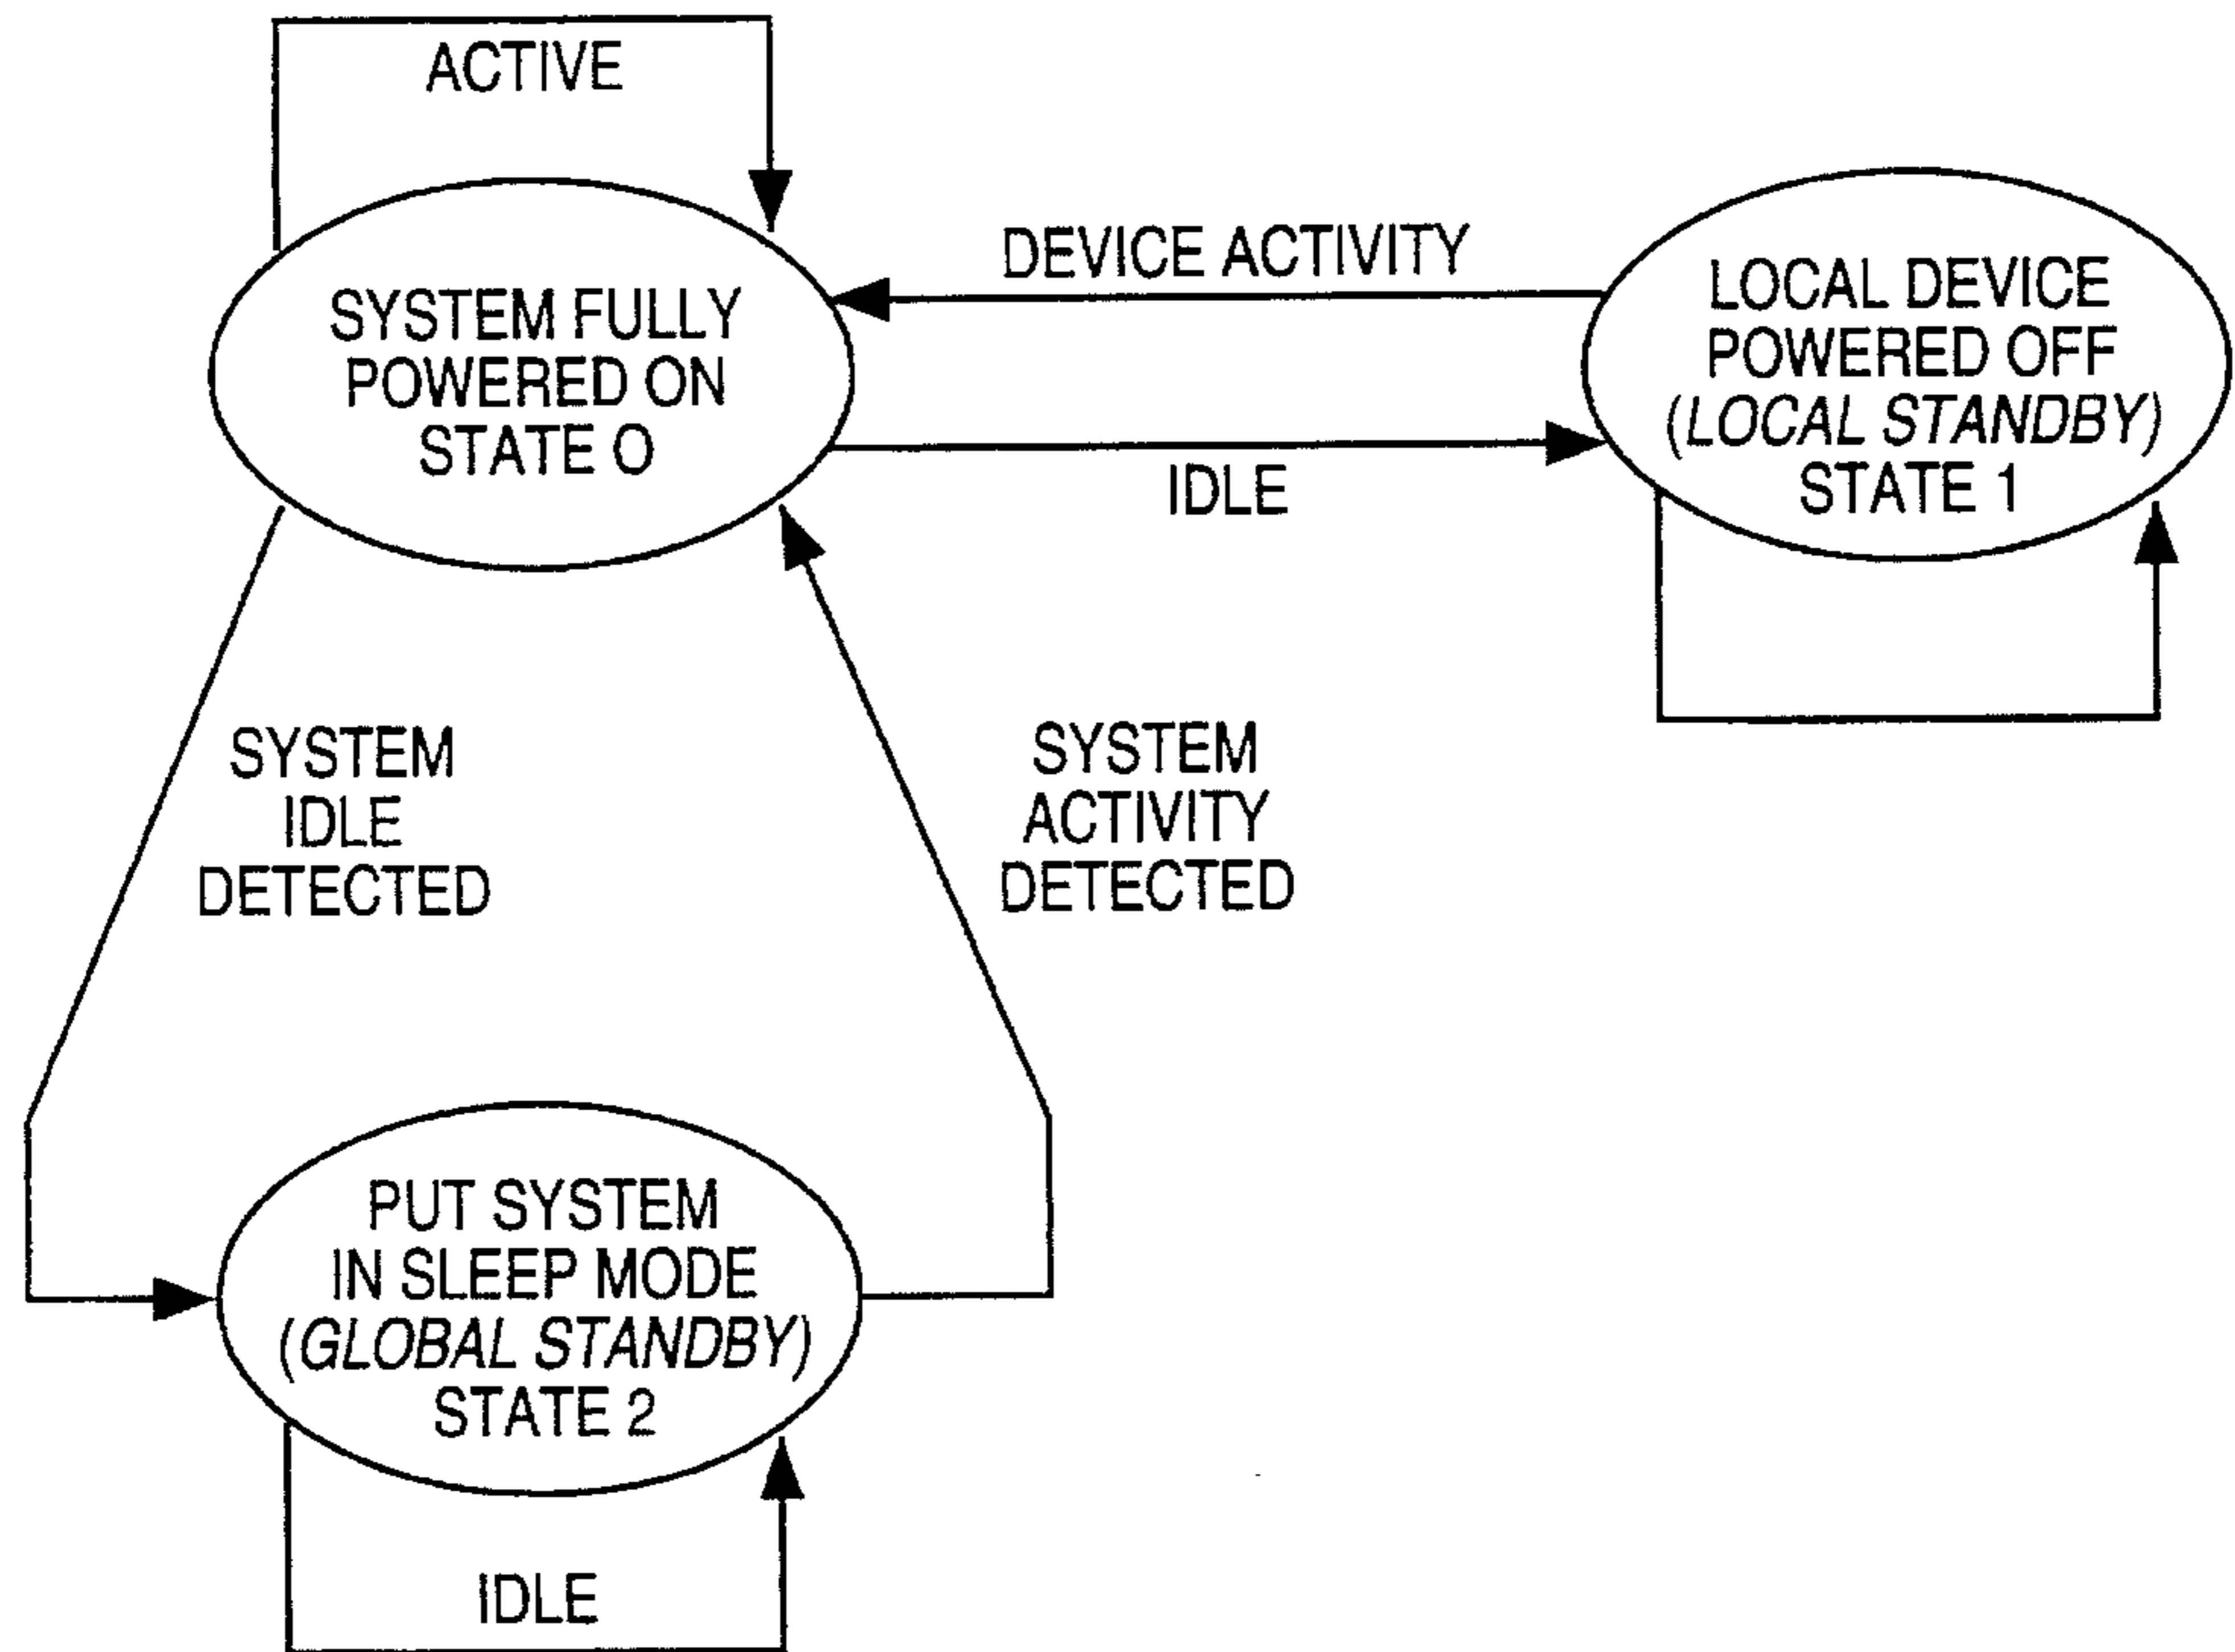 ACTIVE
SYSTEM FULLY
POWERED ON
STATE O
DEVICE ACTIVITY
IDLE
LOCAL DEVICE
POWERED OFF
(LOCAL STANDBY)
STATE 1
SYSTEM
IDLE
DETECTED
SYSTEM
ACTIVITY
DETECTED
PUT SYSTEM
IN SLEEP MODE
(GLOBAL STANDBY)
STATE 2
IDLE